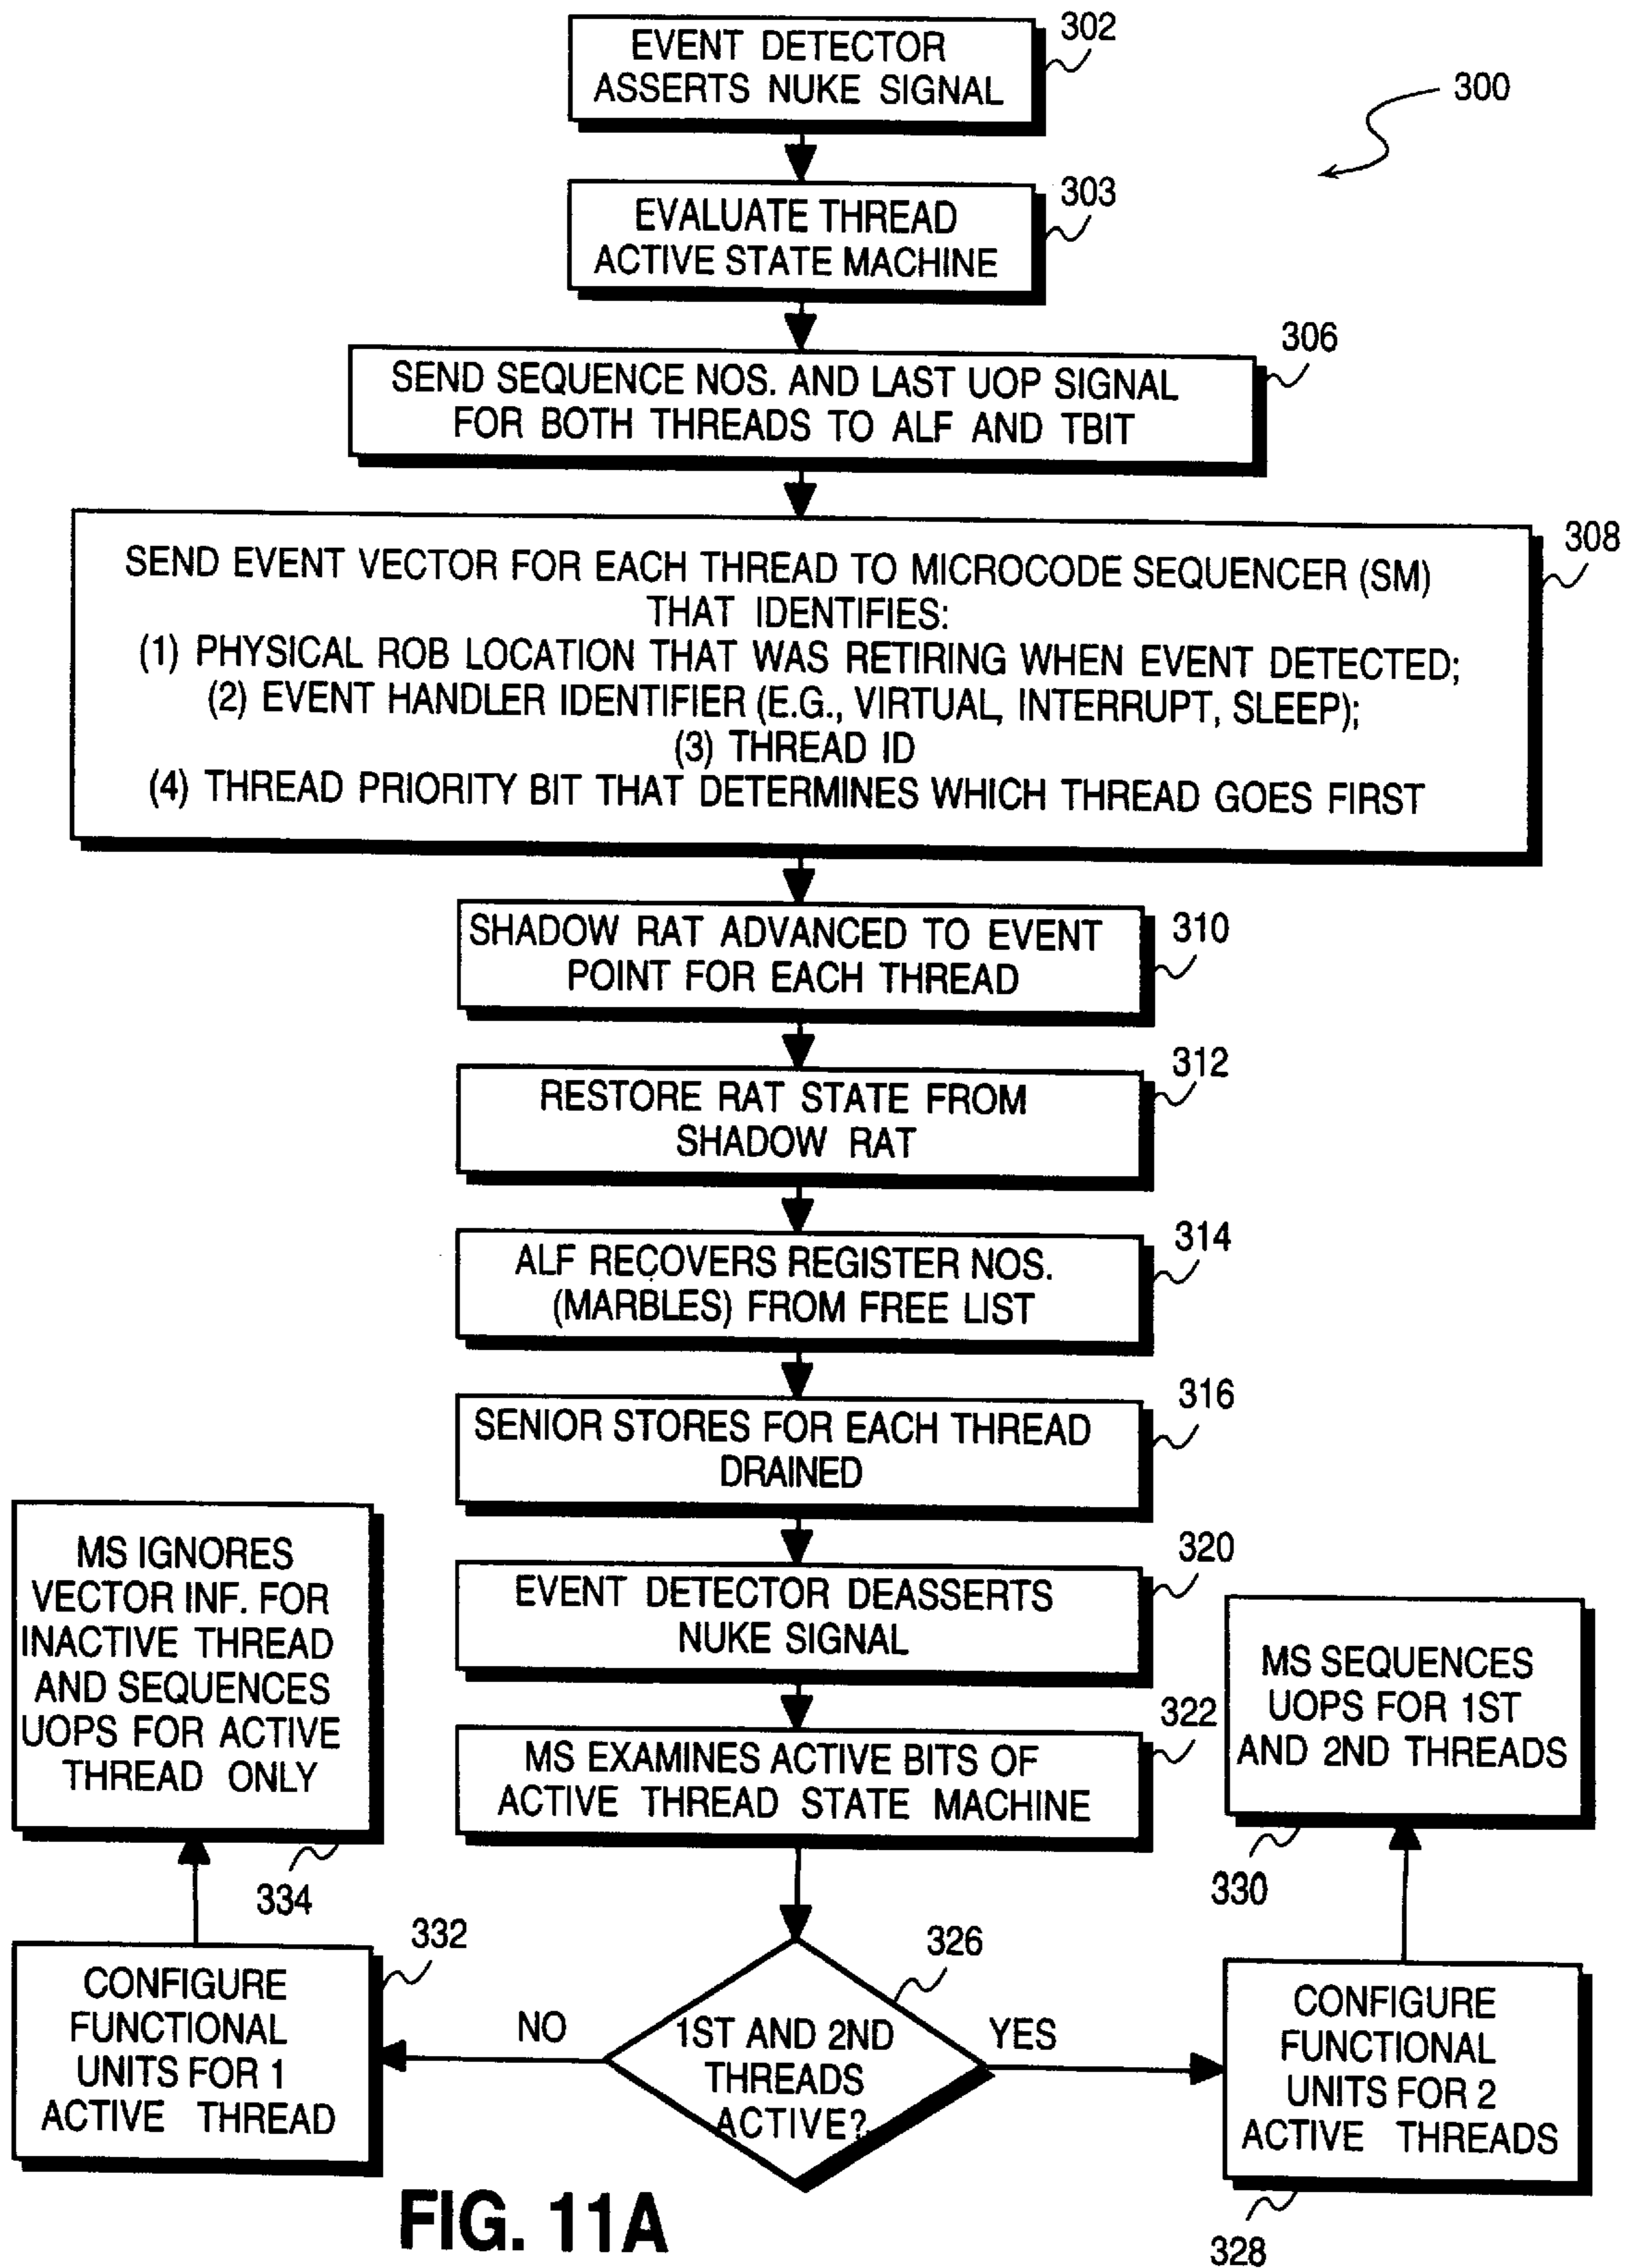 302
EVENT DETECTOR
ASSERTS NUKE SIGNAL
300
303
EVALUATE THREAD
ACTIVE STATE MACHINE
306
SEND SEQUENCE NOS. AND LAST UOP SIGNAL
FOR BOTH THREADS TO ALF AND TBIT
308
SEND EVENT VECTOR FOR EACH THREAD TO MICROCODE SEQUENCER (SM)
THAT IDENTIFIES:
(1) PHYSICAL ROB LOCATION THAT WAS RETIRING WHEN EVENT DETECTED;
(2) EVENT HANDLER IDENTIFIER (E.G., VIRTUAL, INTERRUPT, SLEEP);
(3) THREAD ID
(4) THREAD PRIORITY BIT THAT DETERMINES WHICH THREAD GOES FIRST
310
SHADOW RAT ADVANCED TO EVENT
POINT FOR EACH THREAD
312
RESTORE RAT STATE FROM
SHADOW RAT
314
ALF RECOVERS REGISTER NOS.
(MARBLES) FROM FREE LIST
316
SENIOR STORES FOR EACH THREAD
DRAINED
320
EVENT DETECTOR DEASSERTS
NUKE SIGNAL
322
MS EXAMINES ACTIVE BITS OF
ACTIVE THREAD STATE MACHINE
326
1ST AND 2ND
THREADS
ACTIVE?
NO
YES
332
CONFIGURE
FUNCTIONAL
UNITS FOR 1
ACTIVE THREAD
334
MS IGNORES
VECTOR INF. FOR
INACTIVE THREAD
AND SEQUENCES
UOPS FOR ACTIVE
THREAD ONLY
328
CONFIGURE
FUNCTIONAL
UNITS FOR 2
ACTIVE THREADS
330
MS SEQUENCES
UOPS FOR 1ST
AND 2ND THREADS
FIG. 11A